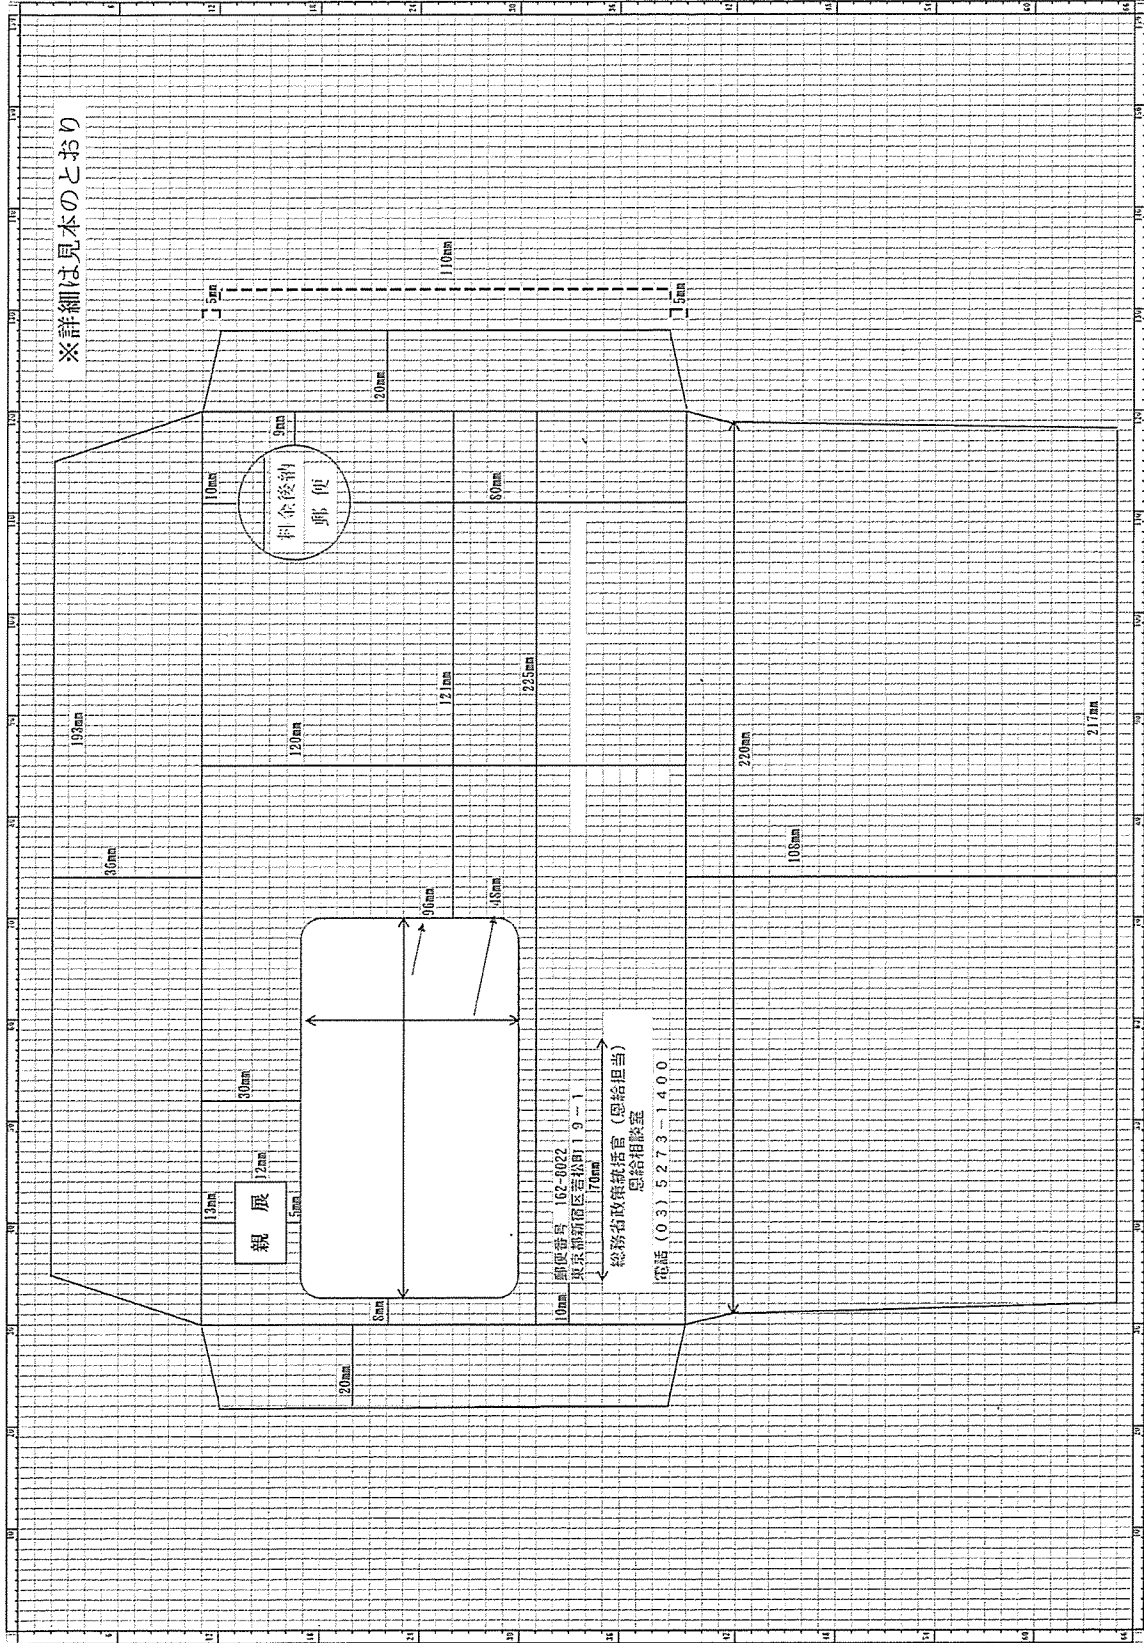 ※詳細は見本のとおり
193mm
36mm
5mm
110mm
5mm
20mm
10mm
9mm
料金後納
郵便
80mm
120mm
121mm
225mm
30mm
13mm
親展
12mm
5mm
96mm
48mm
8mm
20mm
10mm
郵便番号 162-8022
東京都新宿区若松町19-1
70mm
総務省政策統括官(恩給担当)
恩給相談室
電話(03)5273-1400
220mm
108mm
217mm